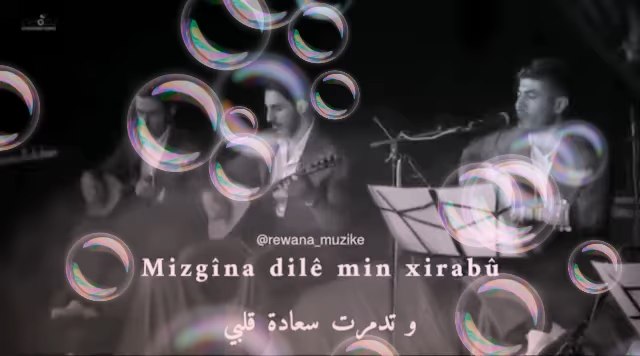 @rewana_muzike
Mizgîna dilê min xirabû
و تدمرت سعادة قلبي